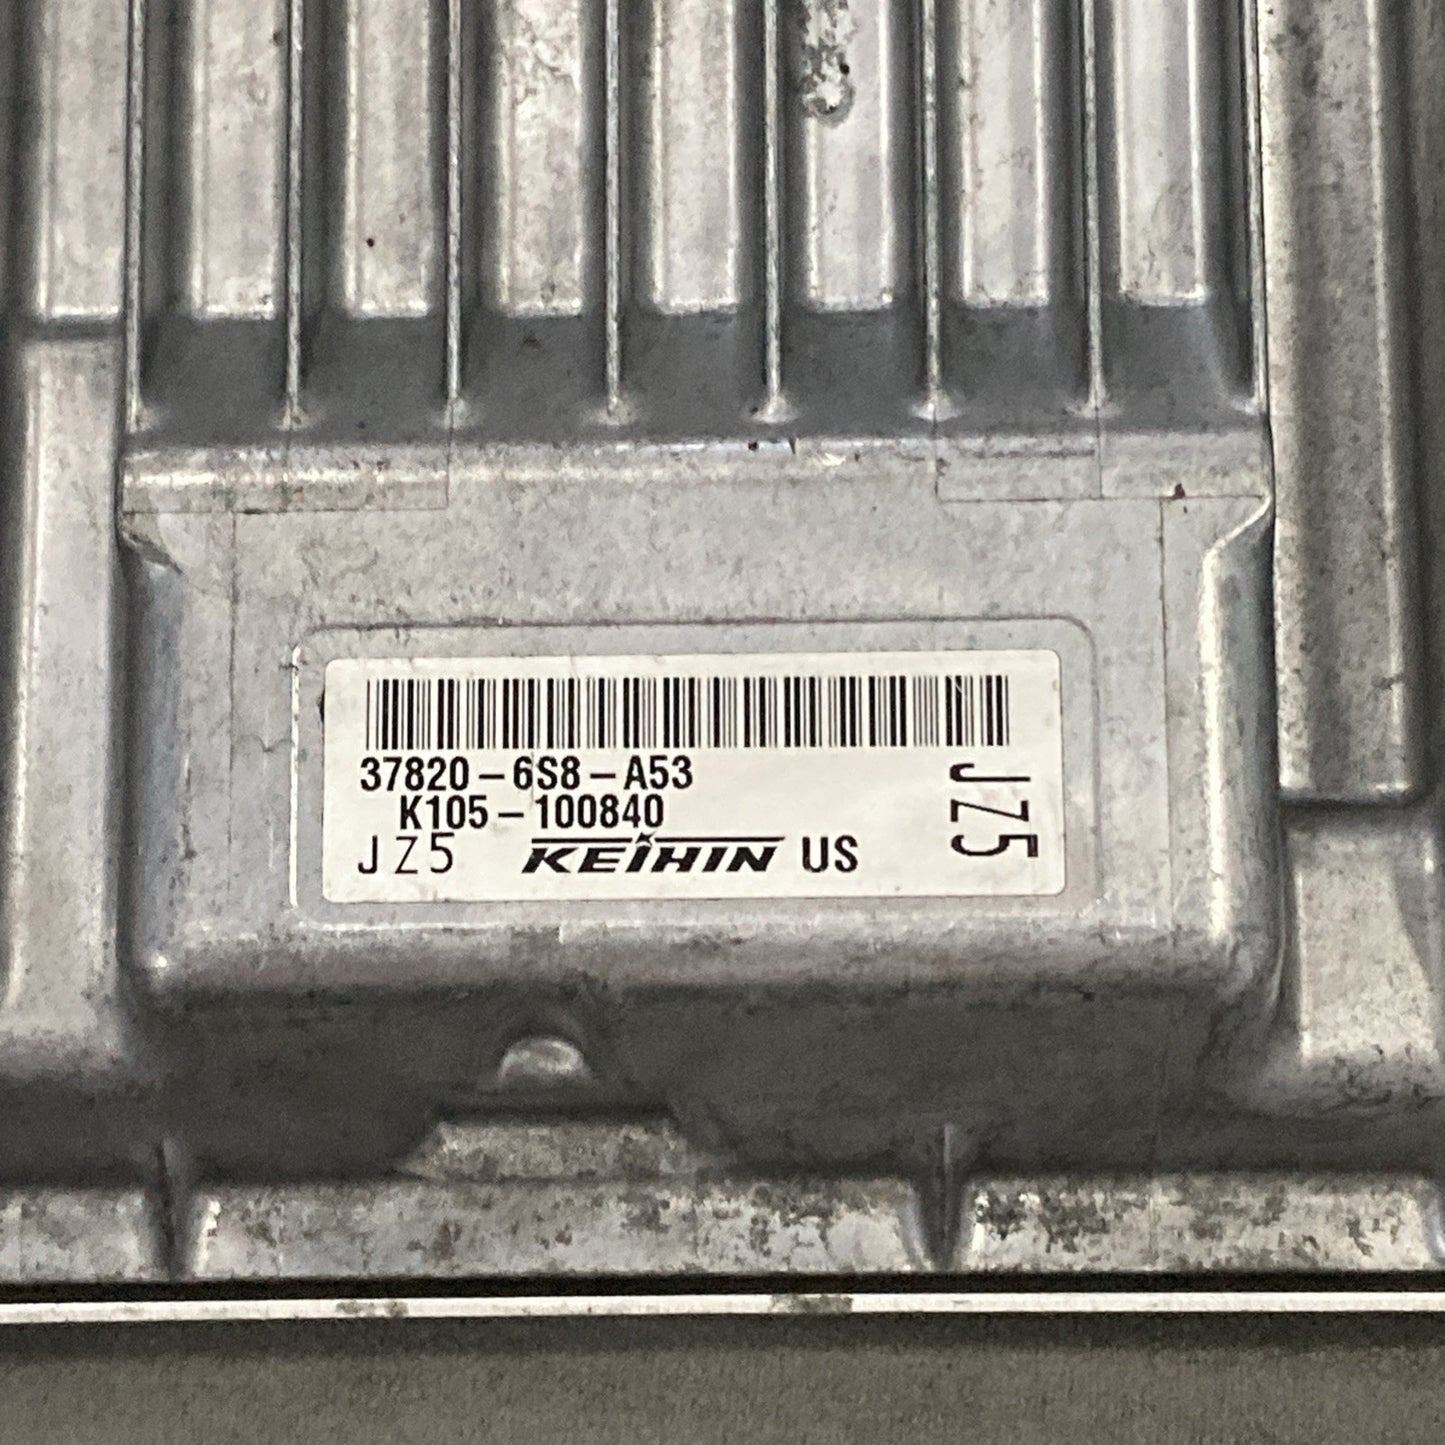 37820-6S8-A53
K105-100840
JZ5 KEIHIN US
JZ5